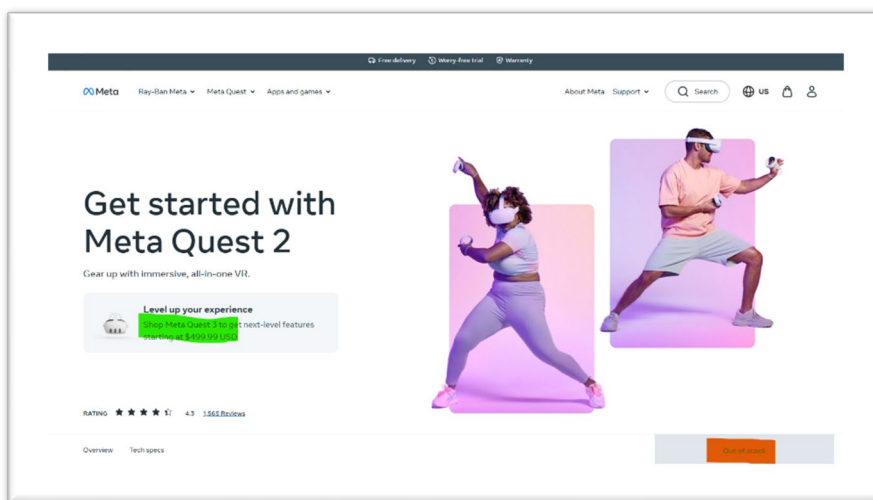 Free delivery Worry-free trial Warranty
Meta Ray-Ban Meta Meta Quest Apps and games About Meta Support Search US
Get started with
Meta Quest 2
Gear up with immersive, all-in-one VR.
Level up your experience
Shop Meta Quest 3 to get next-level features
starting at $499.99 USD
RATING 4.3 1,565 Reviews
Overview Tech specs Out of stock